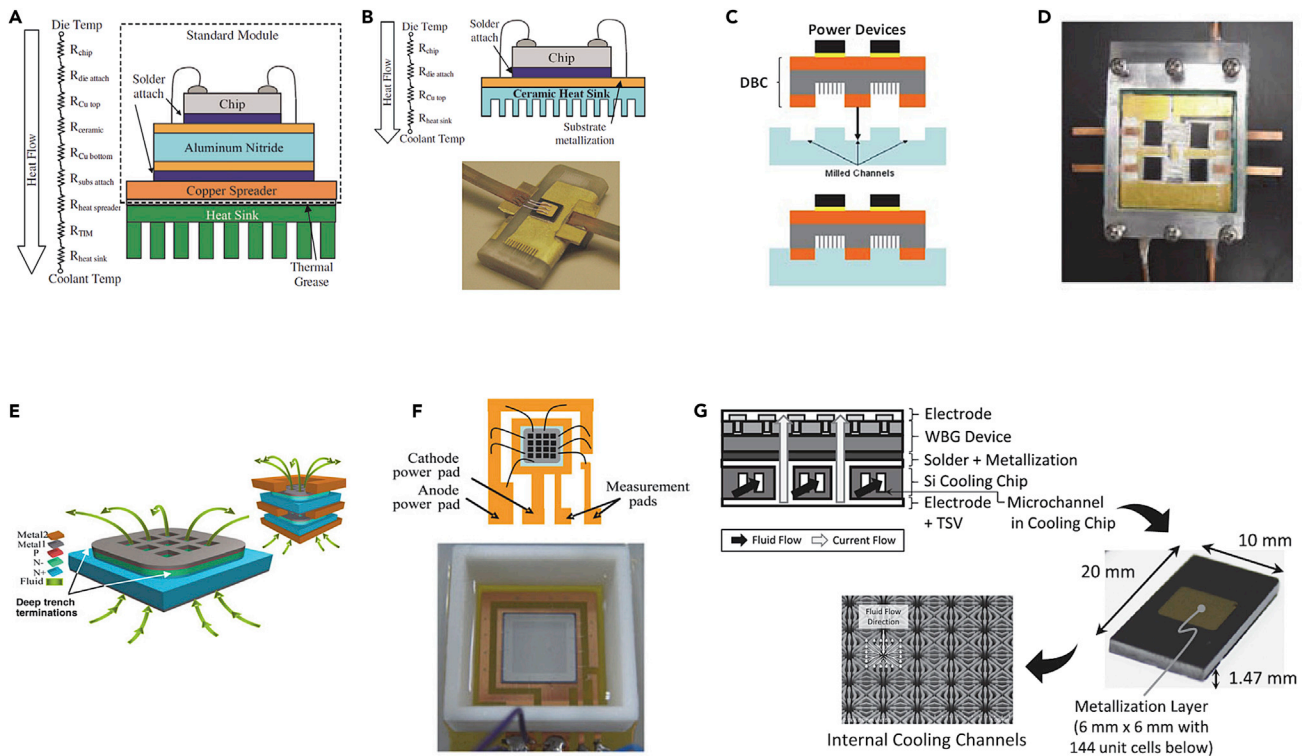 A
Die Temp
Standard Module
Rchip
Rdie attach
RCu top
Rceramic
RCu bottom
Rsubs attach
Rheat spreader
RTIM
Rheat sink
Coolant Temp
Heat Flow
Solder
attach
Chip
Aluminum Nitride
Copper Spreader
Heat Sink
Thermal
Grease
B
Die Temp
Rchip
Rdie attach
RCu top
Rheat sink
Coolant Temp
Heat Flow
Solder
attach
Chip
Ceramic Heat Sink
Substrate
metallization
C
Power Devices
DBC
Milled Channels
D
E
Metal2
Metal1
P
N-
N+
Fluid
Deep trench
terminations
F
Cathode
power pad
Anode
power pad
Measurement
pads
G
Electrode
WBG Device
Solder + Metallization
Si Cooling Chip
Electrode
+ TSV
Microchannel
in Cooling Chip
Fluid Flow
Current Flow
10 mm
20 mm
1.47 mm
Fluid Flow
Direction
Internal Cooling Channels
Metallization Layer
(6 mm x 6 mm with
144 unit cells below)